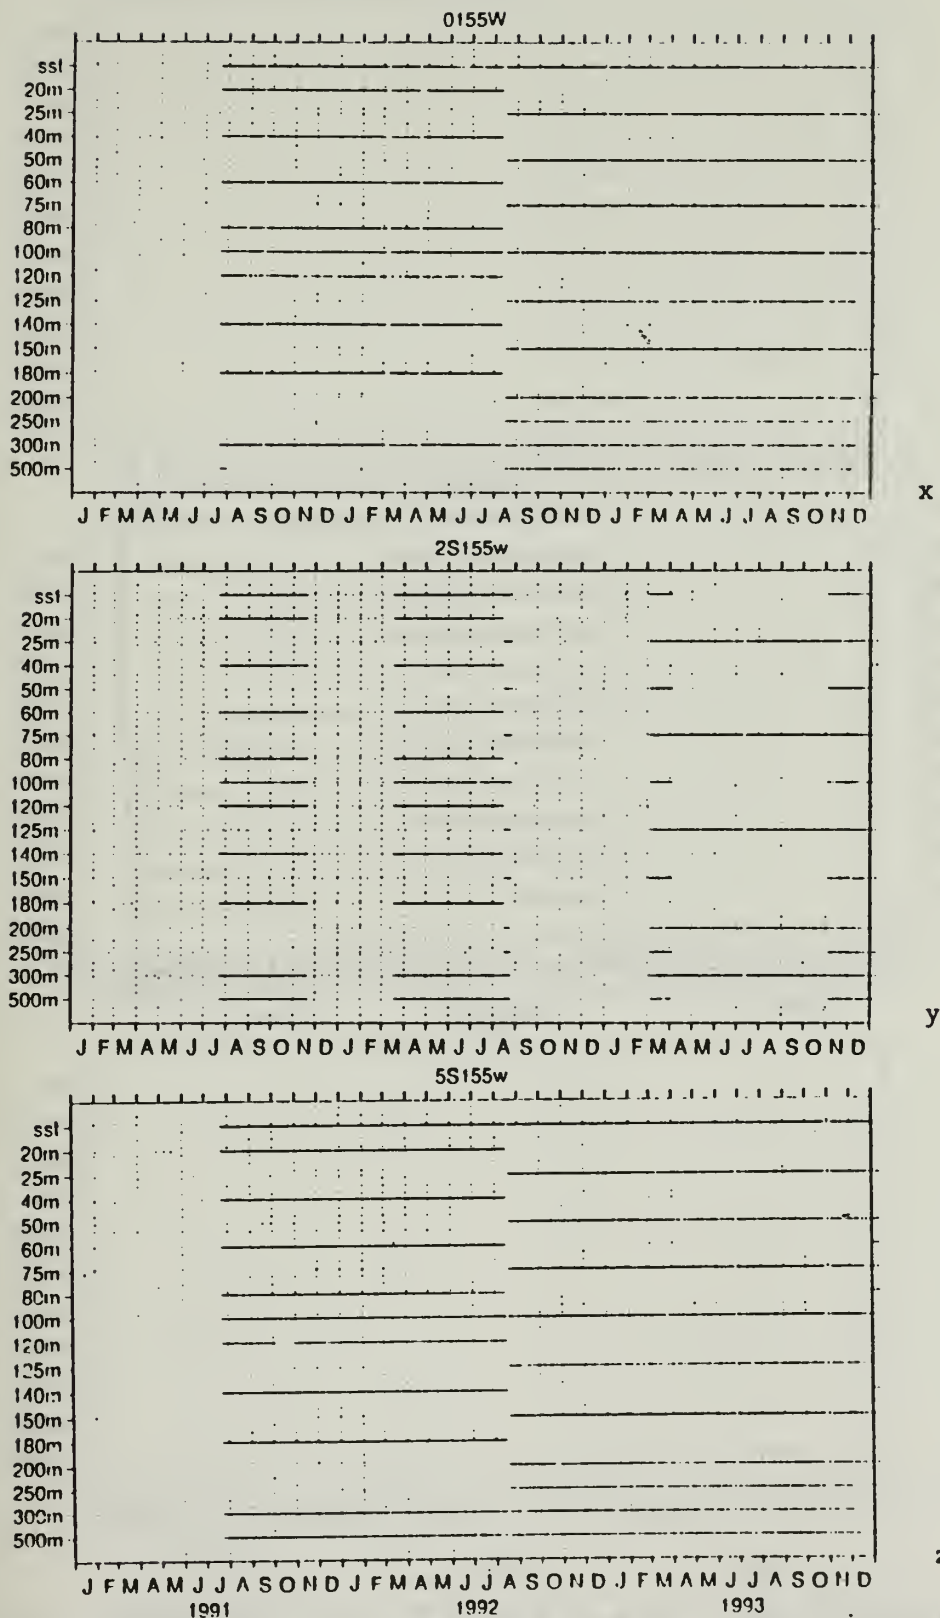 0155W
sst
20m
25m
40m
50m
60m
75m
80m
100m
120m
125m
140m
150m
180m
200m
250m
300m
500m
x
J F M A M J J A S O N D J F M A M J J A S O N D J F M A M J J A S O N D
2S155w
sst
20m
25m
40m
50m
60m
75m
80m
100m
120m
125m
140m
150m
180m
200m
250m
300m
500m
y
J F M A M J J A S O N D J F M A M J J A S O N D J F M A M J J A S O N D
5S155w
sst
20m
25m
40m
50m
60m
75m
80m
100m
120m
125m
140m
150m
180m
200m
250m
300m
500m
J F M A M J J A S O N D J F M A M J J A S O N D J F M A M J J A S O N D
1991 1992 1993